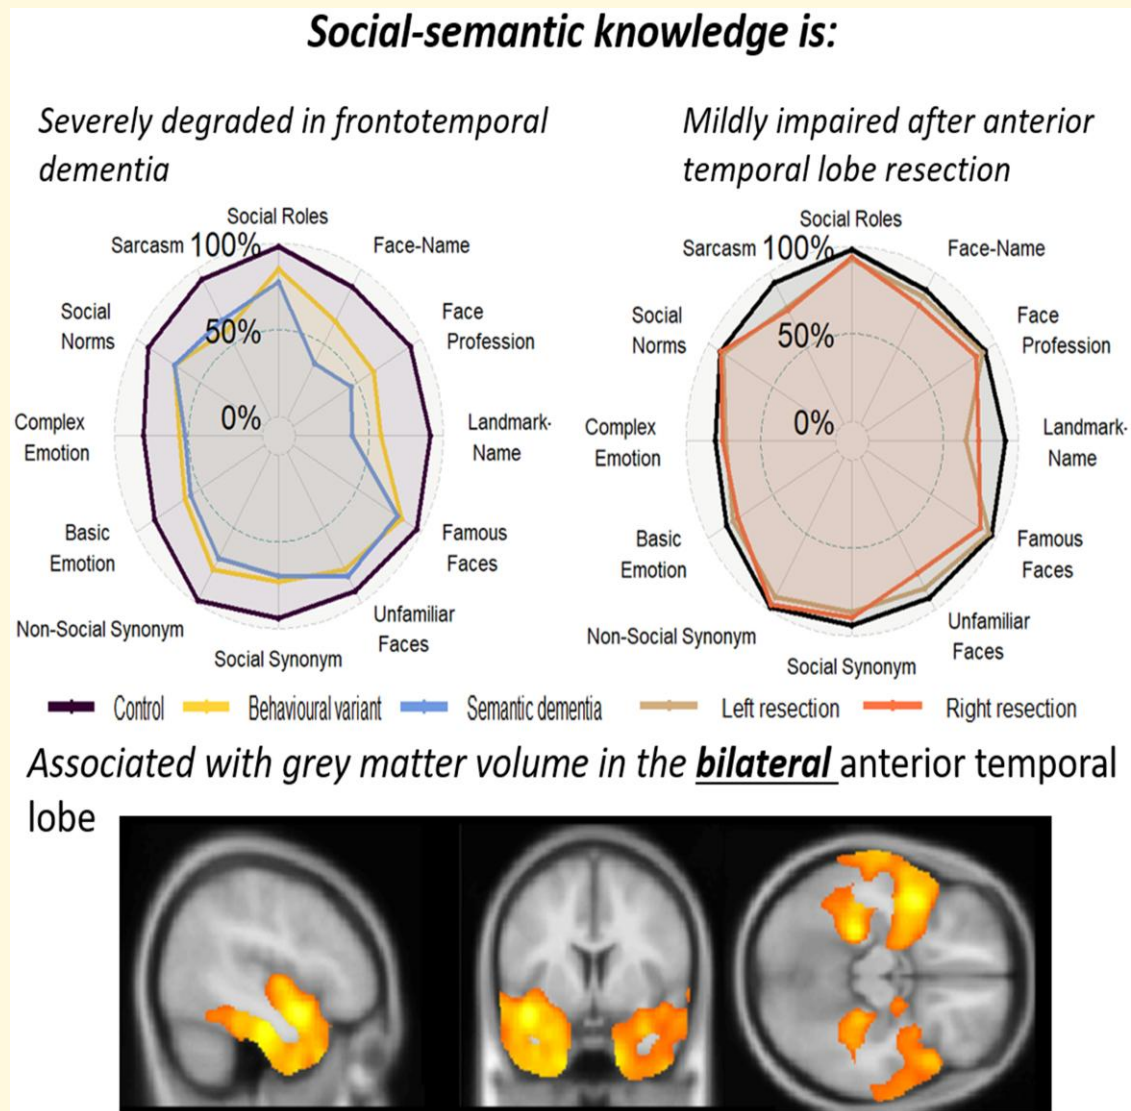 Social-semantic knowledge is:
Severely degraded in frontotemporal
dementia
Mildly impaired after anterior
temporal lobe resection
Social Roles
Sarcasm 100%
Face-Name
Social
Norms
Face
Profession
50%
0%
Complex
Emotion
Landmark-
Name
Basic
Emotion
Famous
Faces
Non-Social Synonym
Unfamiliar
Faces
Social Synonym
Social Roles
Sarcasm 100%
Face-Name
Social
Norms
Face
Profession
50%
0%
Complex
Emotion
Landmark-
Name
Basic
Emotion
Famous
Faces
Non-Social Synonym
Unfamiliar
Faces
Social Synonym
Control Behavioural variant Semantic dementia Left resection Right resection
Associated with grey matter volume in the bilateral anterior temporal
lobe